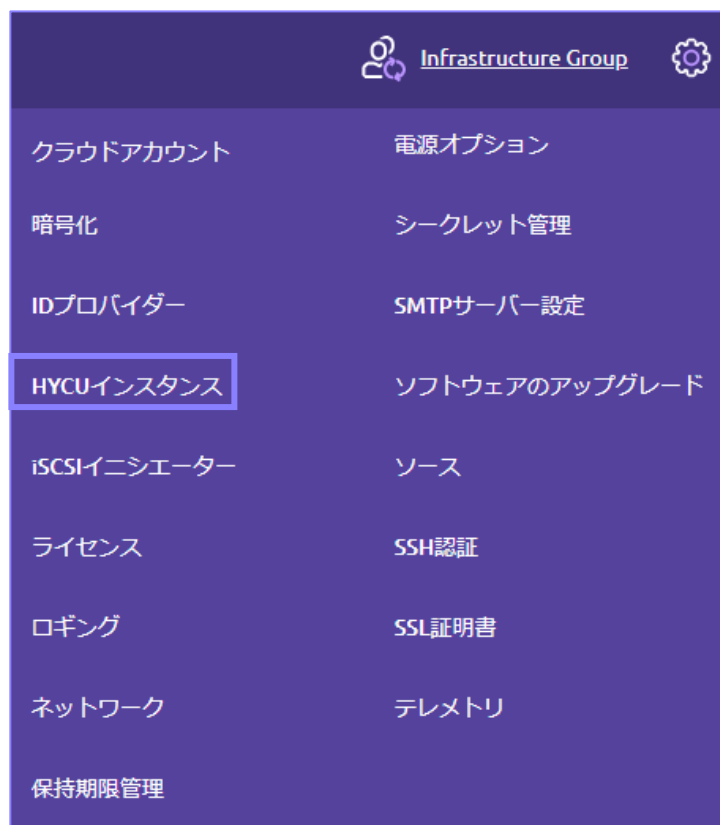 Infrastructure Group
クラウドアカウント
暗号化
IDプロバイダー
HYCUインスタンス
iSCSIイニシエーター
ライセンス
ロギング
ネットワーク
保持期限管理
電源オプション
シークレット管理
SMTPサーバー設定
ソフトウェアのアップグレード
ソース
SSH認証
SSL証明書
テレメトリ